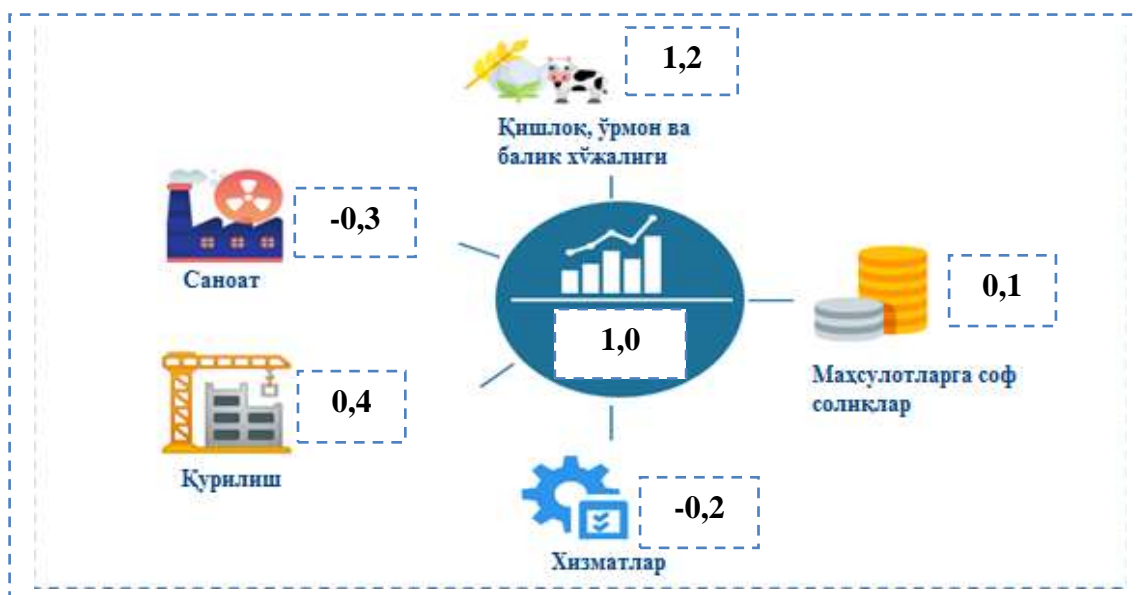 1,2
Қишлоқ, ўрмон ва
балик хўжалиги
-0,3
Саноат
0,1
Маҳсулотларга соф
солиқлар
1,0
0,4
Қурилиш
-0,2
Хизматлар